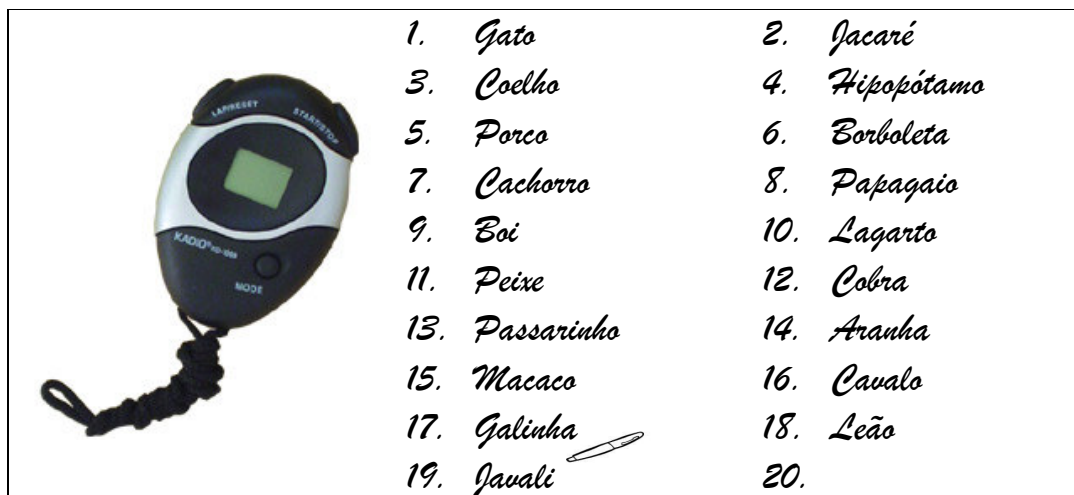 LAP/RESET START/STOP
KADIO®
MODE
1. Gato 2. Jacaré
3. Coelho 4. Hipopótamo
5. Porco 6. Borboleta
7. Cachorro 8. Papagaio
9. Boi 10. Lagarto
11. Peixe 12. Cobra
13. Passarinho 14. Aranha
15. Macaco 16. Cavalo
17. Galinha 18. Leão
19. Javali 20.